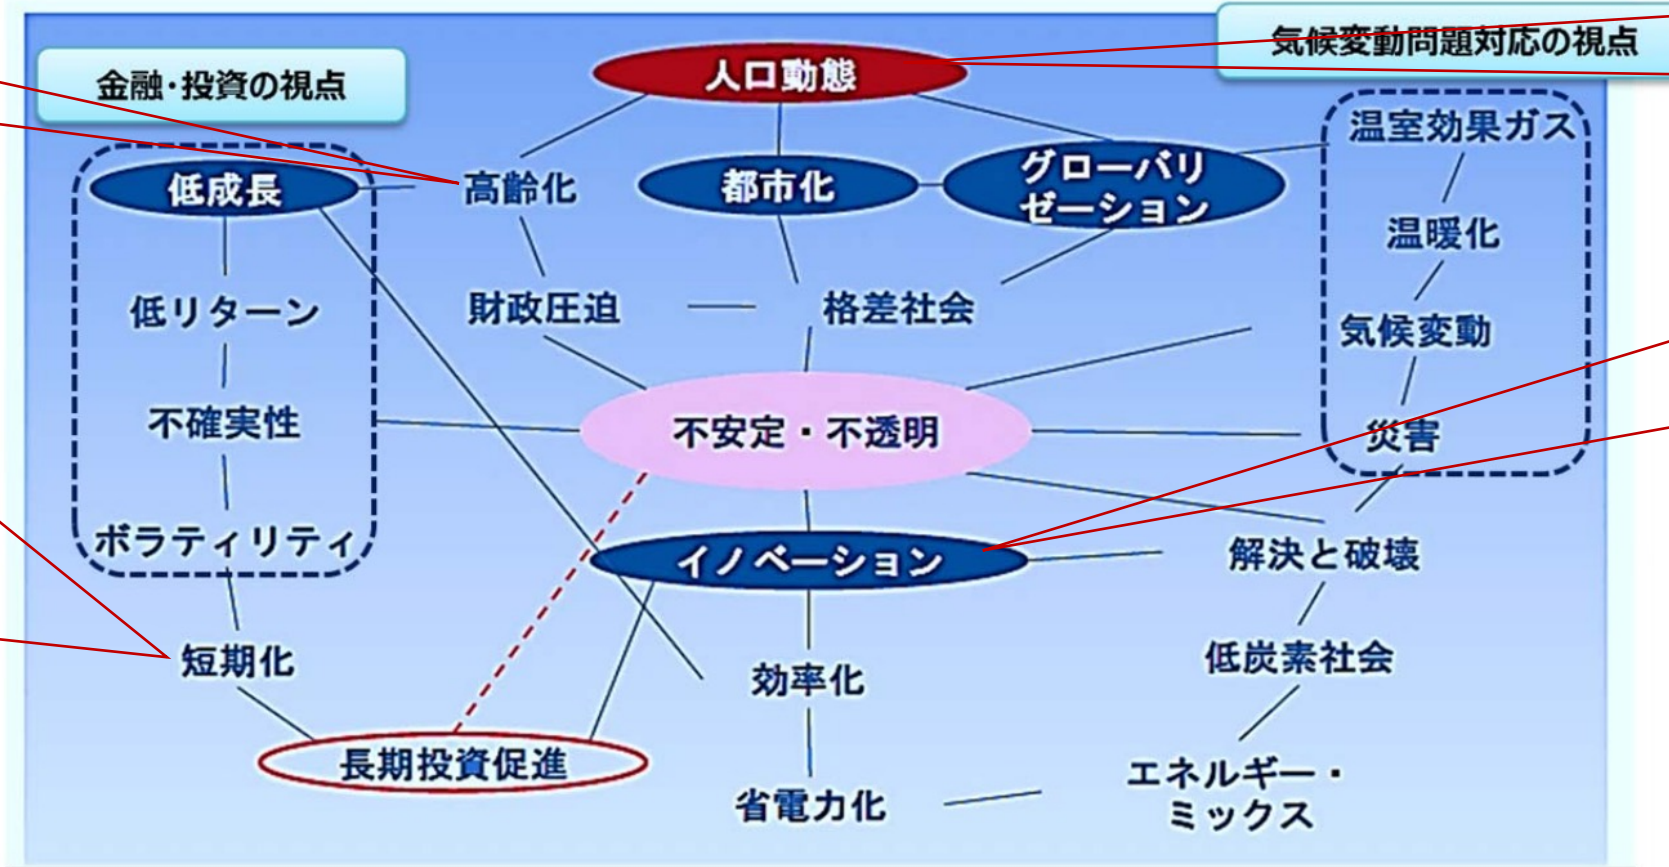 気候変動問題対応の視点
金融・投資の視点
人口動態
温室効果ガス
低成長
高齢化
都市化
グローバリ
ゼーション
温暖化
低リターン
財政圧迫
格差社会
気候変動
不確実性
不安定・不透明
災害
ボラティリティ
イノベーション
解決と破壊
短期化
効率化
低炭素社会
長期投資促進
省電力化
エネルギー・
ミックス